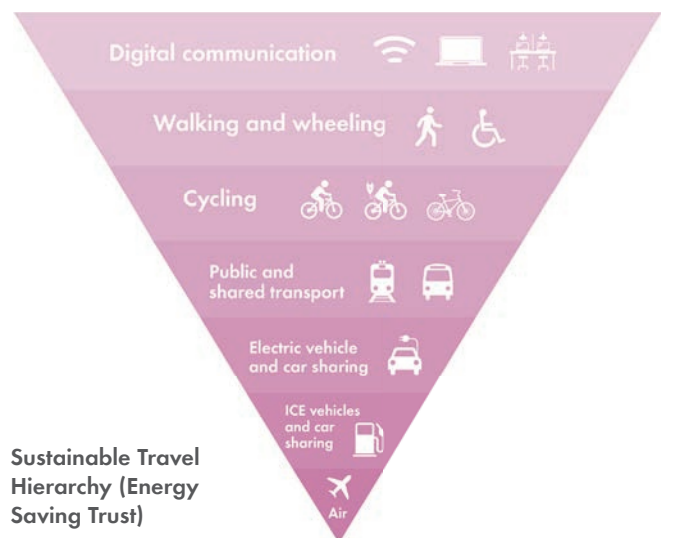 Digital communication
Walking and wheeling
Cycling
Public and
shared transport
Electric vehicle
and car sharing
ICE vehicles
and car
sharing
Air
Sustainable Travel
Hierarchy (Energy
Saving Trust)